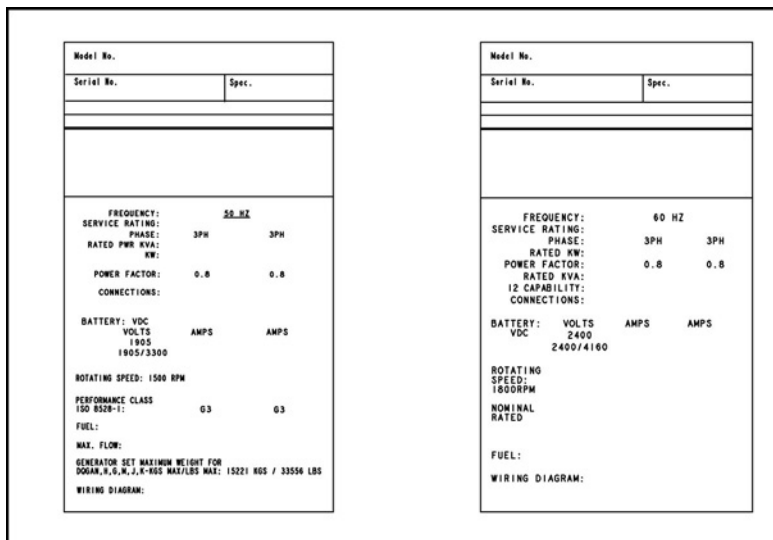 Model No.
Serial No. Spec.
FREQUENCY: 50 HZ
SERVICE RATING:
PHASE: 3PH 3PH
RATED PWR KVA:
KW:
POWER FACTOR: 0.8 0.8
CONNECTIONS:
BATTERY: VDC
VOLTS AMPS AMPS
1905
1905/3300
ROTATING SPEED: 1500 RPM
PERFORMANCE CLASS
ISO 8528-1: G3 G3
FUEL:
MAX. FLOW:
GENERATOR SET MAXIMUM WEIGHT FOR
DQGAN,H,G,M,J,K-KGS MAX/LBS MAX: 15221 KGS / 33556 LBS
WIRING DIAGRAM:
Model No.
Serial No. Spec.
FREQUENCY: 60 HZ
SERVICE RATING:
PHASE: 3PH 3PH
RATED KW:
POWER FACTOR: 0.8 0.8
RATED KVA:
I2 CAPABILITY:
CONNECTIONS:
BATTERY: VOLTS AMPS AMPS
VDC 2400
2400/4160
ROTATING
SPEED:
1800RPM
NOMINAL
RATED
FUEL:
WIRING DIAGRAM: